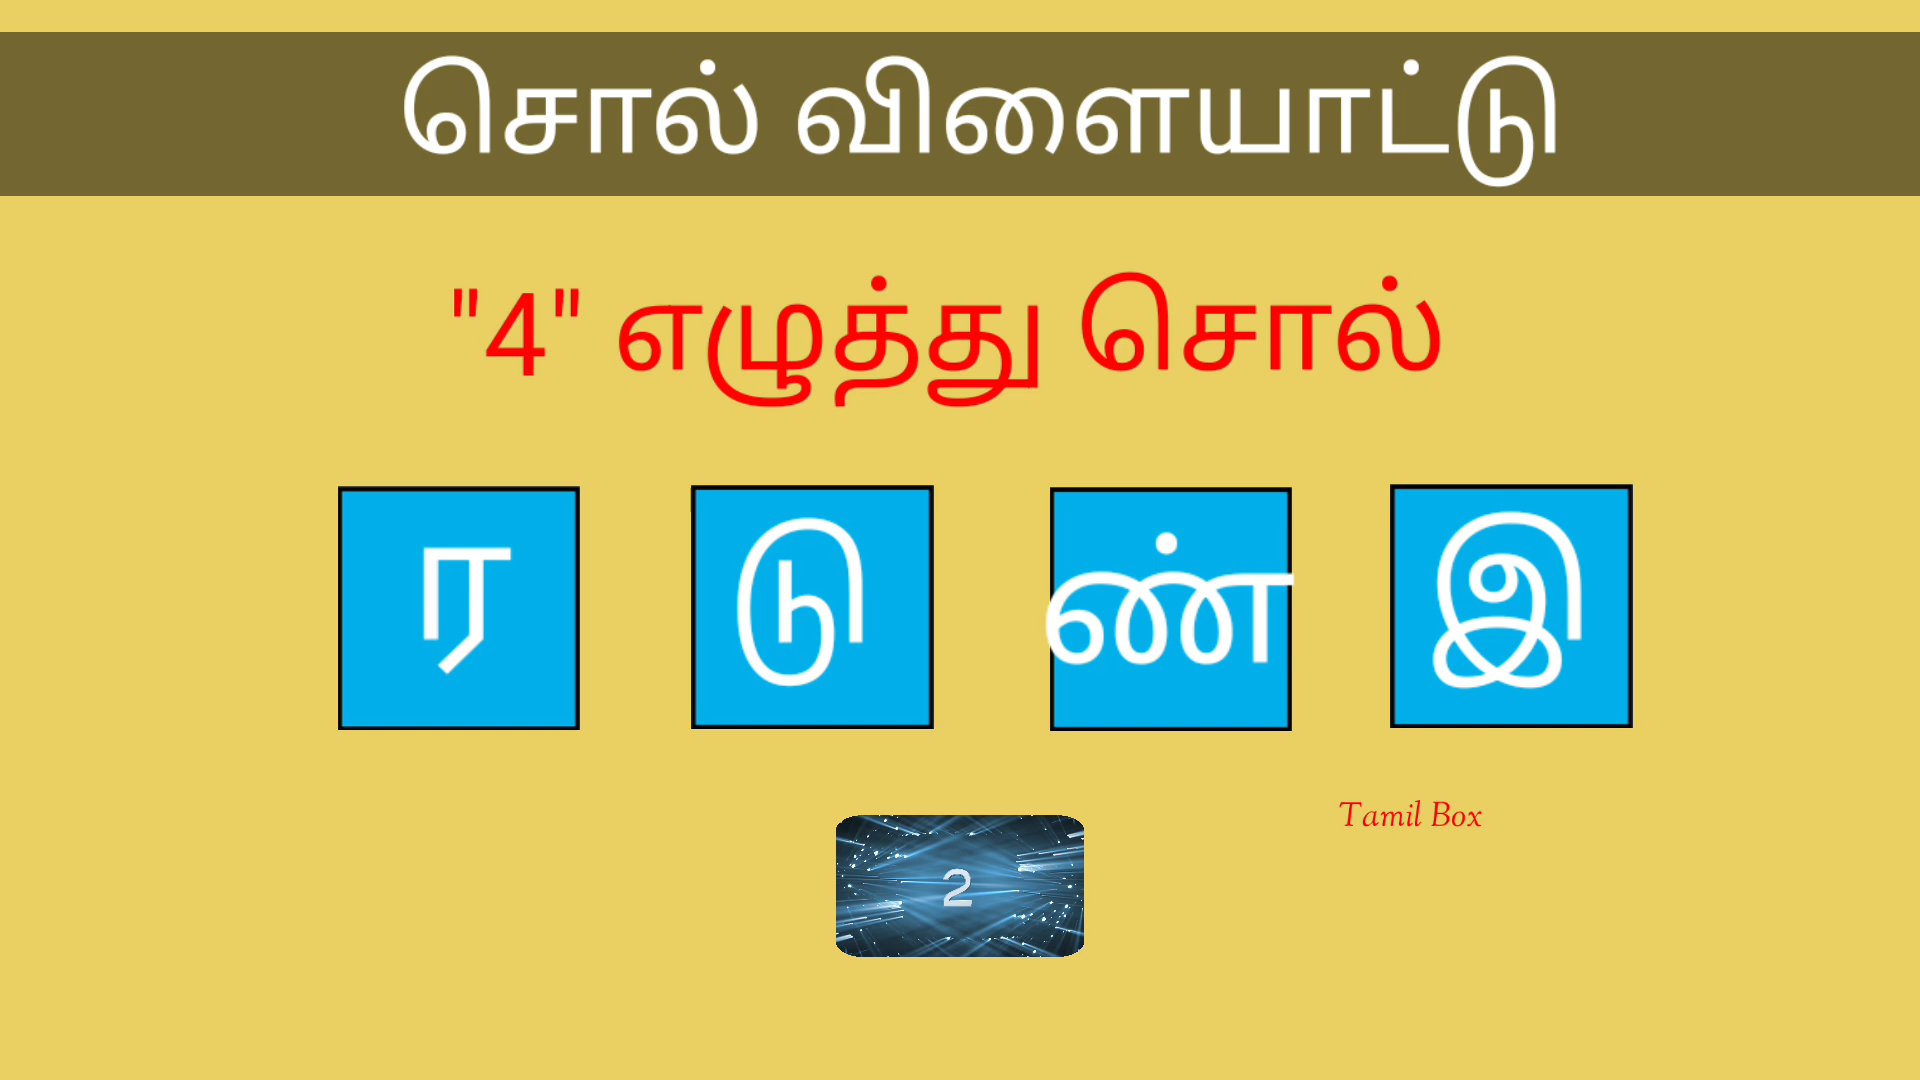 சொல் விளையாட்டு
"4" எழுத்து சொல்
ர டு ண் இ
Tamil Box
2